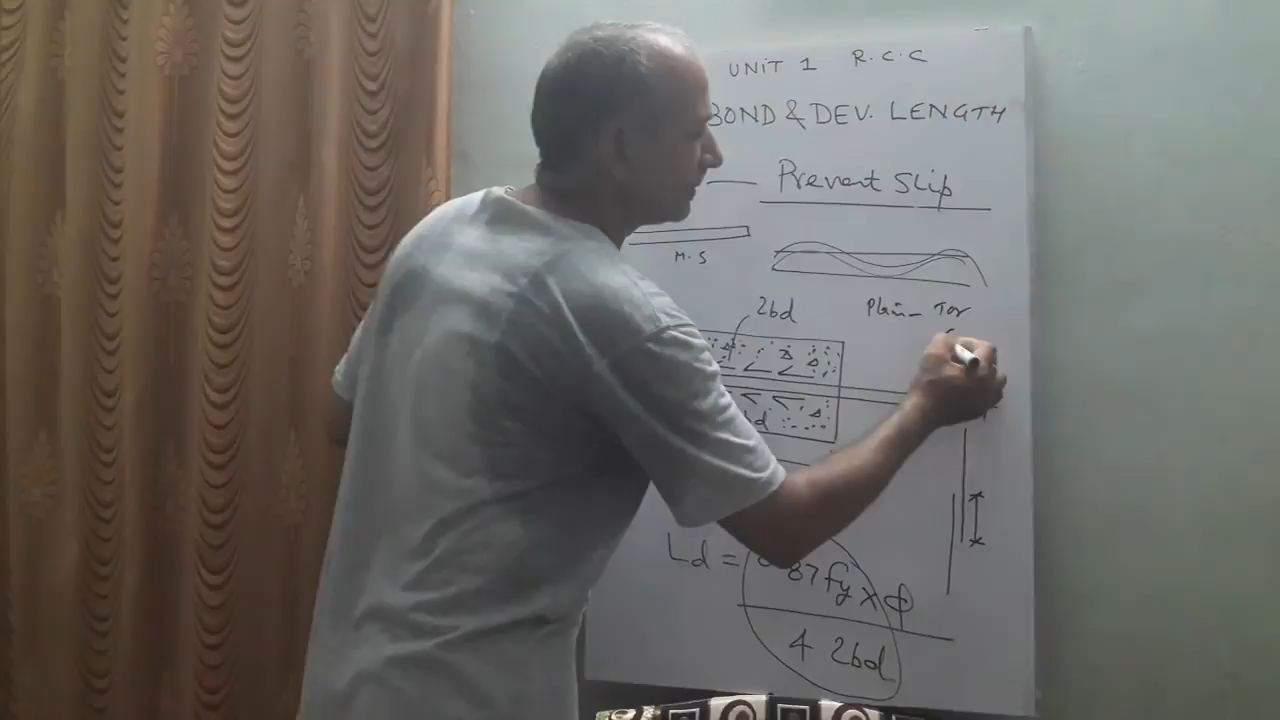 UNIT 1 R.C.C
BOND & DEV. LENGTH
Prevent Slip
M.S
2bd
Plain - Tor
Ld = 0.87 fy x ϕ
4 2bd